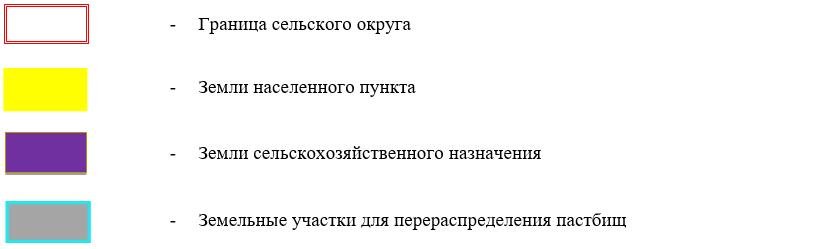 - Граница сельского округа
- Земли населенного пункта
- Земли сельскохозяйственного назначения
- Земельные участки для перераспределения пастбищ